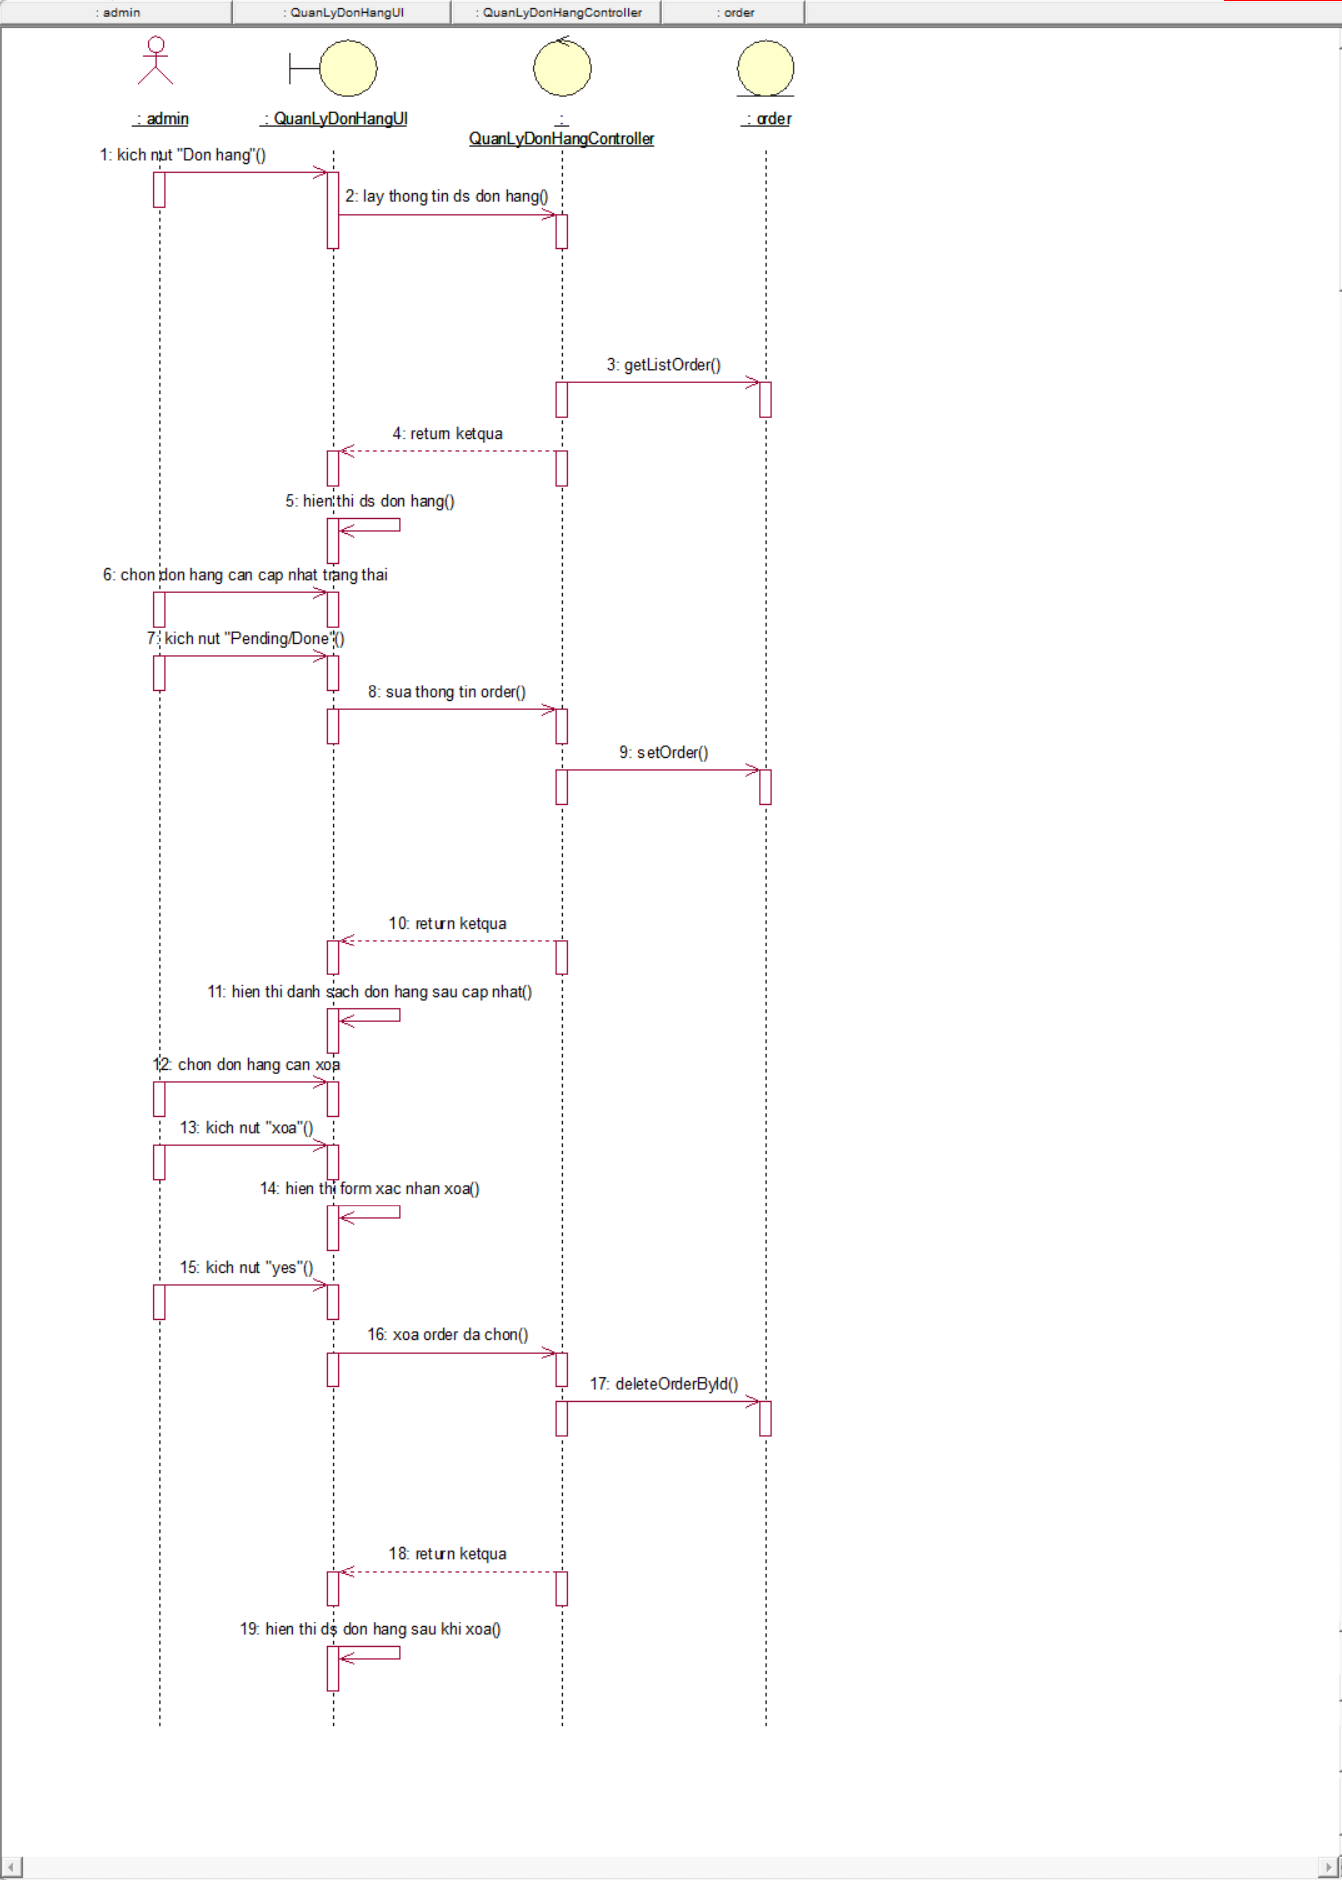 : admin
: QuanLyDonHangUI
: QuanLyDonHangController
: order
: admin
: QuanLyDonHangUI
:
QuanLyDonHangController
: order
1: kich nut "Don hang"()
2: lay thong tin ds don hang()
3: getListOrder()
4: return ketqua
5: hien thi ds don hang()
6: chon don hang can cap nhat trang thai
7: kich nut "Pending/Done"()
8: sua thong tin order()
9: setOrder()
10: return ketqua
11: hien thi danh sach don hang sau cap nhat()
12: chon don hang can xoa
13: kich nut "xoa"()
14: hien thi form xac nhan xoa()
15: kich nut "yes"()
16: xoa order da chon()
17: deleteOrderById()
18: return ketqua
19: hien thi ds don hang sau khi xoa()